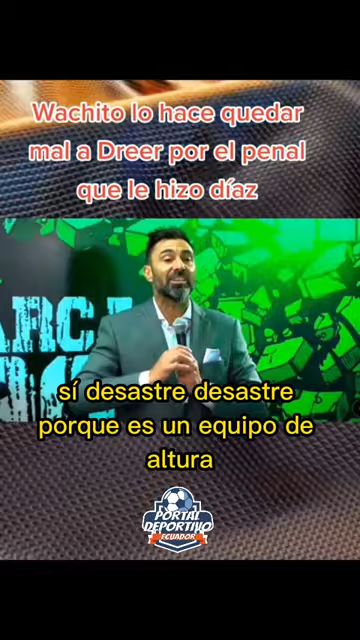 Wachito lo hace quedar
mal a Dreer por el penal
que le hizo díaz
sí desastre desastre
porque es un equipo de
altura
PORTAL
DEPORTIVO
ECUADOR